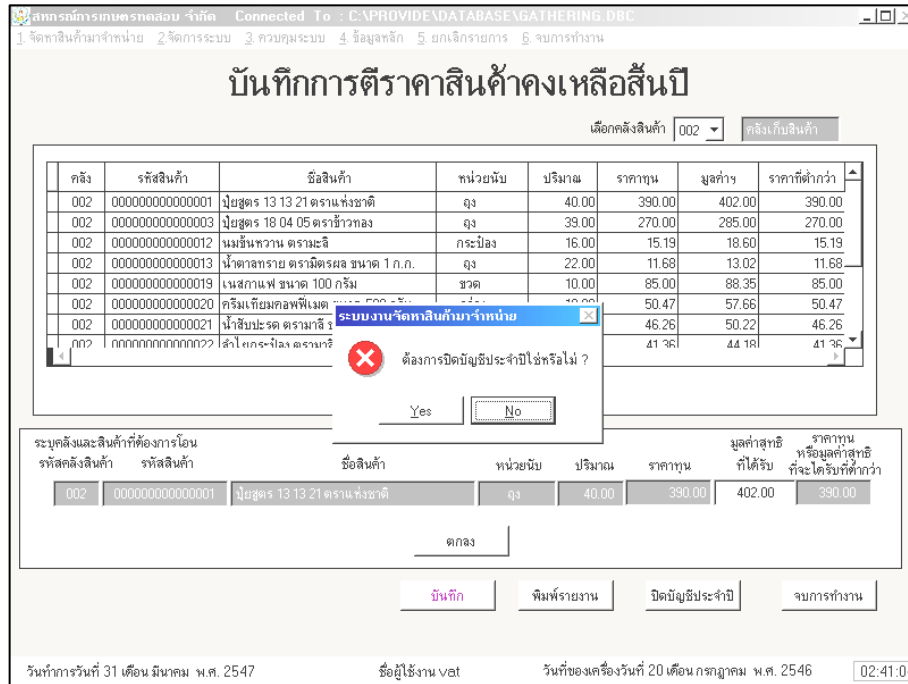 สหกรณ์การเกษตรทดสอบ จำกัด Connected To : C:\PROVIDE\DATABASE\GATHERING.DBC
1. จัดหาสินค้ามาจำหน่าย 2.จัดการระบบ 3. ควบคุมระบบ 4. ข้อมูลหลัก 5. ยกเลิกรายการ 6. จบการทำงาน
บันทึกการตีราคาสินค้าคงเหลือสิ้นปี
เลือกคลังสินค้า 002 คลังเก็บสินค้า
คลัง รหัสสินค้า ชื่อสินค้า หน่วยนับ ปริมาณ ราคาทุน มูลค่าฯ ราคาที่ต่ำกว่า
002 000000000000001 ปุ๋ยสูตร 13 13 21 ตราแห่งชาติ ถุง 40.00 390.00 402.00 390.00
002 000000000000003 ปุ๋ยสูตร 18 04 05 ตราข้าวทอง ถุง 39.00 270.00 285.00 270.00
002 000000000000012 นมข้นหวาน ตรามะลิ กระป๋อง 16.00 15.19 18.60 15.19
002 000000000000013 น้ำตาลทราย ตรามิตรผล ขนาด 1 ก.ก. ถุง 22.00 11.68 13.02 11.68
002 000000000000019 เนสกาแฟ ขนาด 100 กรัม ขวด 10.00 85.00 88.35 85.00
002 000000000000020 ครีมเทียมคอฟฟี่เมต 50.47 57.66 50.47
002 000000000000021 น้ำสับปะรด ตรามาลี 46.26 50.22 46.26
002 000000000000022 ลำไยกระป๋อง ตรามาลี 41.36 44.18 41.36
ระบบงานจัดหาสินค้ามาจำหน่าย
ต้องการปิดบัญชีประจำปีใช่หรือไม่ ?
Yes No
ระบุคลังและสินค้าที่ต้องการโอน
รหัสคลังสินค้า รหัสสินค้า ชื่อสินค้า หน่วยนับ ปริมาณ ราคาทุน มูลค่าสุทธิ ที่ได้รับ ราคาทุน หรือมูลค่าสุทธิ ที่จะได้รับที่ต่ำกว่า
002 000000000000001 ปุ๋ยสูตร 13 13 21 ตราแห่งชาติ ถุง 40.00 390.00 402.00 390.00
ตกลง
บันทึก พิมพ์รายงาน ปิดบัญชีประจำปี จบการทำงาน
วันทำการวันที่ 31 เดือน มีนาคม พ.ศ. 2547 ชื่อผู้ใช้งาน vat วันที่ของเครื่องวันที่ 20 เดือน กรกฎาคม พ.ศ. 2546 02:41:0